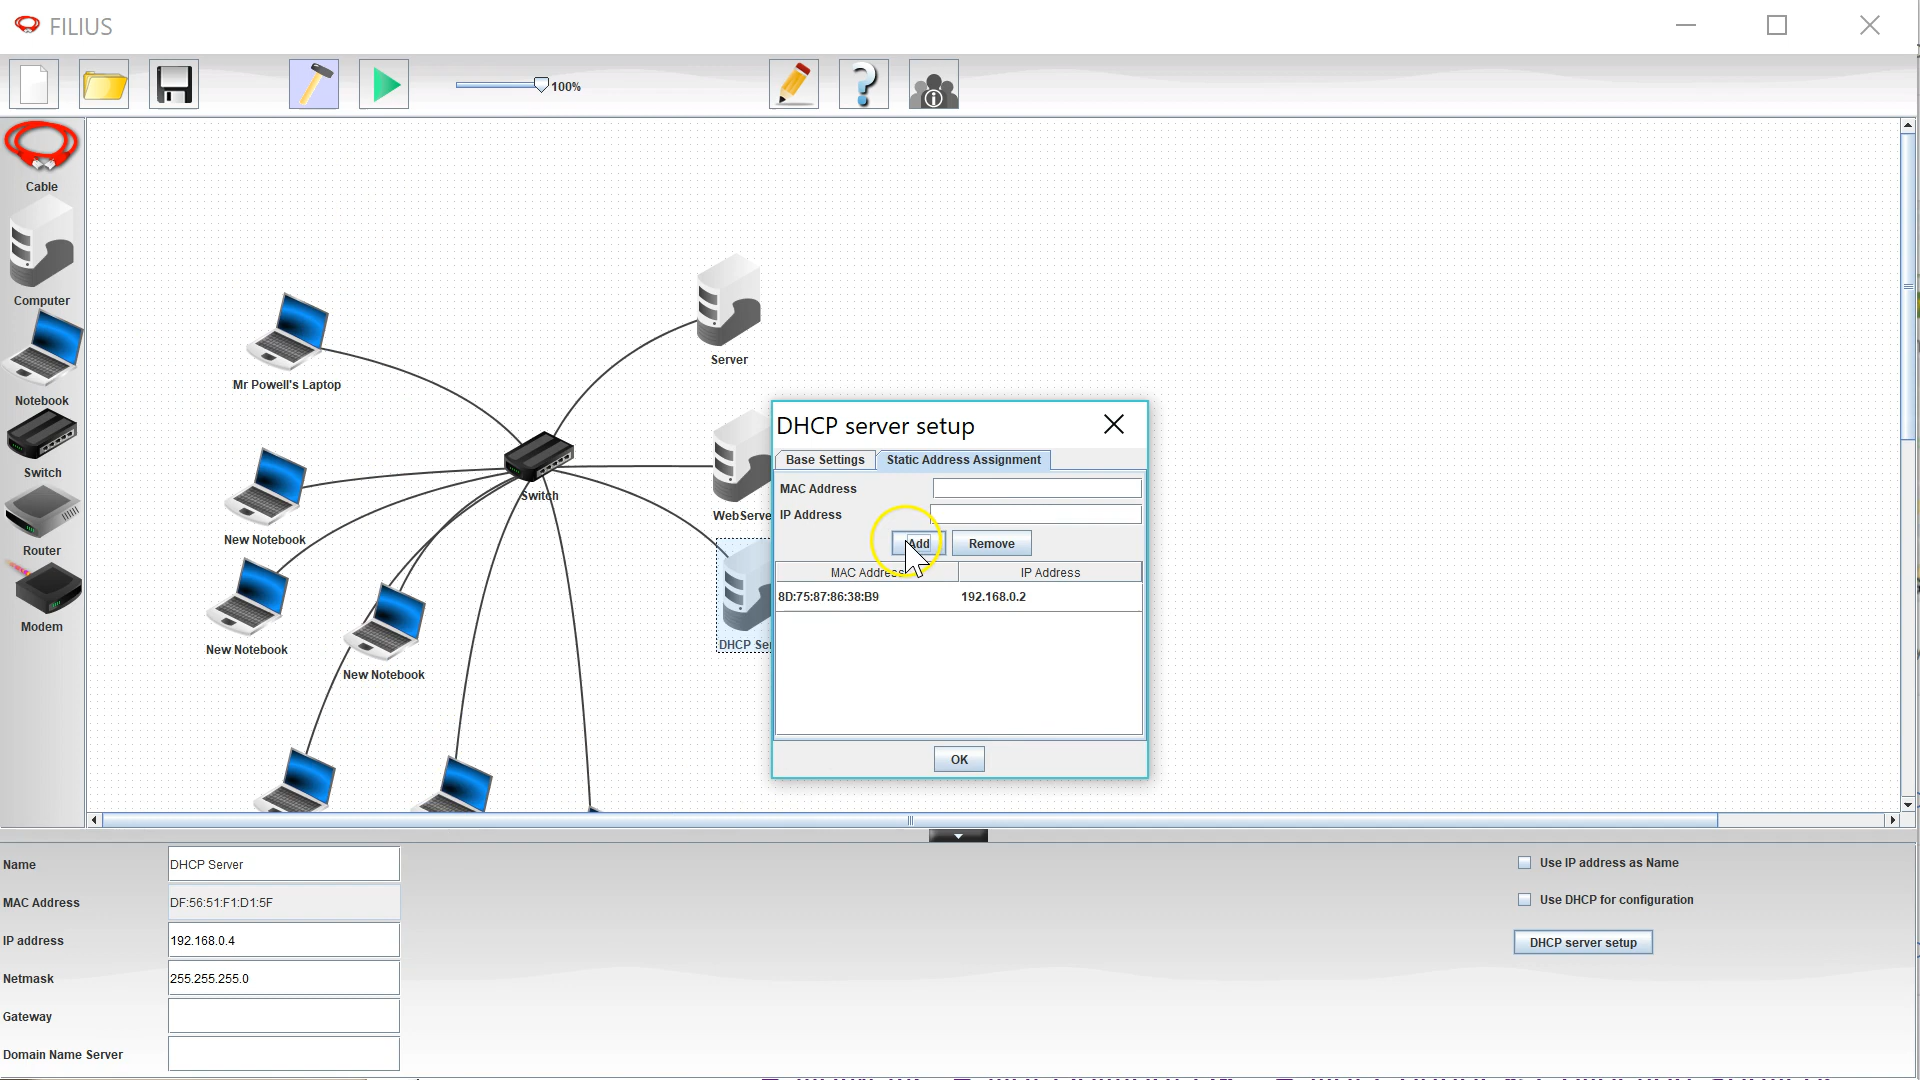 FILIUS
100%
Cable
Computer
Notebook
Switch
Router
Modem
Mr Powell's Laptop
Server
Switch
New Notebook
New Notebook
New Notebook
DHCP server setup
Base Settings
Static Address Assignment
MAC Address
IP Address
Add
Remove
MAC Address
IP Address
8D:75:87:86:38:B9
192.168.0.2
OK
Name
DHCP Server
MAC Address
DF:56:51:F1:D1:5F
IP address
192.168.0.4
Netmask
255.255.255.0
Gateway
Domain Name Server
Use IP address as Name
Use DHCP for configuration
DHCP server setup